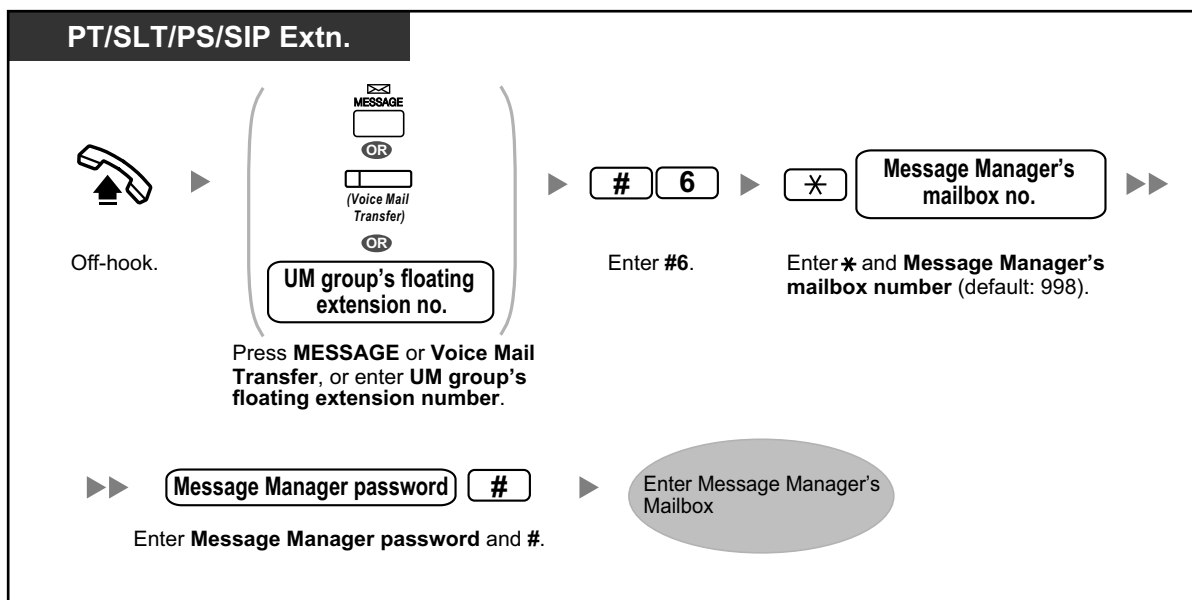 PT/SLT/PS/SIP Extn.
MESSAGE
OR
(Voice Mail
Transfer)
OR
UM group's floating
extension no.
# 6
* Message Manager's
mailbox no.
Off-hook.
Press MESSAGE or Voice Mail
Transfer, or enter UM group's
floating extension number.
Enter #6.
Enter * and Message Manager's
mailbox number (default: 998).
Message Manager password #
Enter Message Manager password and #.
Enter Message Manager's
Mailbox